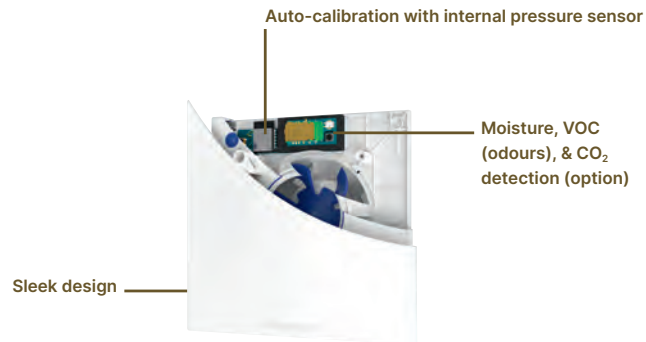 Auto-calibration with internal pressure sensor
Moisture, VOC
(odours), & CO₂
detection (option)
Sleek design